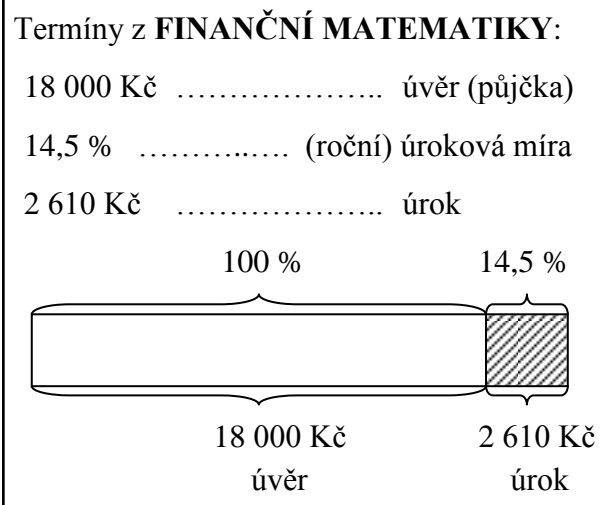 Termíny z FINANČNÍ MATEMATIKY:
18 000 Kč ……………….. úvěr (půjčka)
14,5 % ………..…. (roční) úroková míra
2 610 Kč ……………….. úrok
100 % 14,5 %
18 000 Kč 2 610 Kč
úvěr úrok